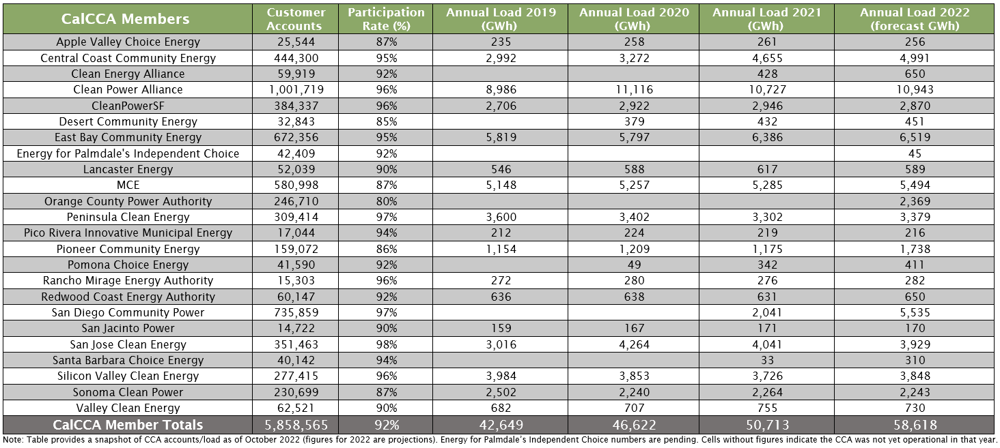 CalCCA Members Customer Accounts Participation Rate (%) Annual Load 2019 (GWh) Annual Load 2020 (GWh) Annual Load 2021 (GWh) Annual Load 2022 (forecast GWh)
Apple Valley Choice Energy 25,544 87% 235 258 261 256
Central Coast Community Energy 444,300 95% 2,992 3,272 4,655 4,991
Clean Energy Alliance 59,919 92% 428 650
Clean Power Alliance 1,001,719 96% 8,986 11,116 10,727 10,943
CleanPowerSF 384,337 96% 2,706 2,922 2,946 2,870
Desert Community Energy 32,843 85% 379 432 451
East Bay Community Energy 672,356 95% 5,819 5,797 6,386 6,519
Energy for Palmdale's Independent Choice 42,409 92% 45
Lancaster Energy 52,039 90% 546 588 617 589
MCE 580,998 87% 5,148 5,257 5,285 5,494
Orange County Power Authority 246,710 80% 2,369
Peninsula Clean Energy 309,414 97% 3,600 3,402 3,302 3,379
Pico Rivera Innovative Municipal Energy 17,044 94% 212 224 219 216
Pioneer Community Energy 159,072 86% 1,154 1,209 1,175 1,738
Pomona Choice Energy 41,590 92% 49 342 411
Rancho Mirage Energy Authority 15,303 96% 272 280 276 282
Redwood Coast Energy Authority 60,147 92% 636 638 631 650
San Diego Community Power 735,859 97% 2,041 5,535
San Jacinto Power 14,722 90% 159 167 171 170
San Jose Clean Energy 351,463 98% 3,016 4,264 4,041 3,929
Santa Barbara Choice Energy 40,142 94% 33 310
Silicon Valley Clean Energy 277,415 96% 3,984 3,853 3,726 3,848
Sonoma Clean Power 230,699 87% 2,502 2,240 2,264 2,243
Valley Clean Energy 62,521 90% 682 707 755 730
CalCCA Member Totals 5,858,565 92% 42,649 46,622 50,713 58,618
Note: Table provides a snapshot of CCA accounts/load as of October 2022 (figures for 2022 are projections). Energy for Palmdale's Independent Choice numbers are pending. Cells without figures indicate the CCA was not yet operational in that year.